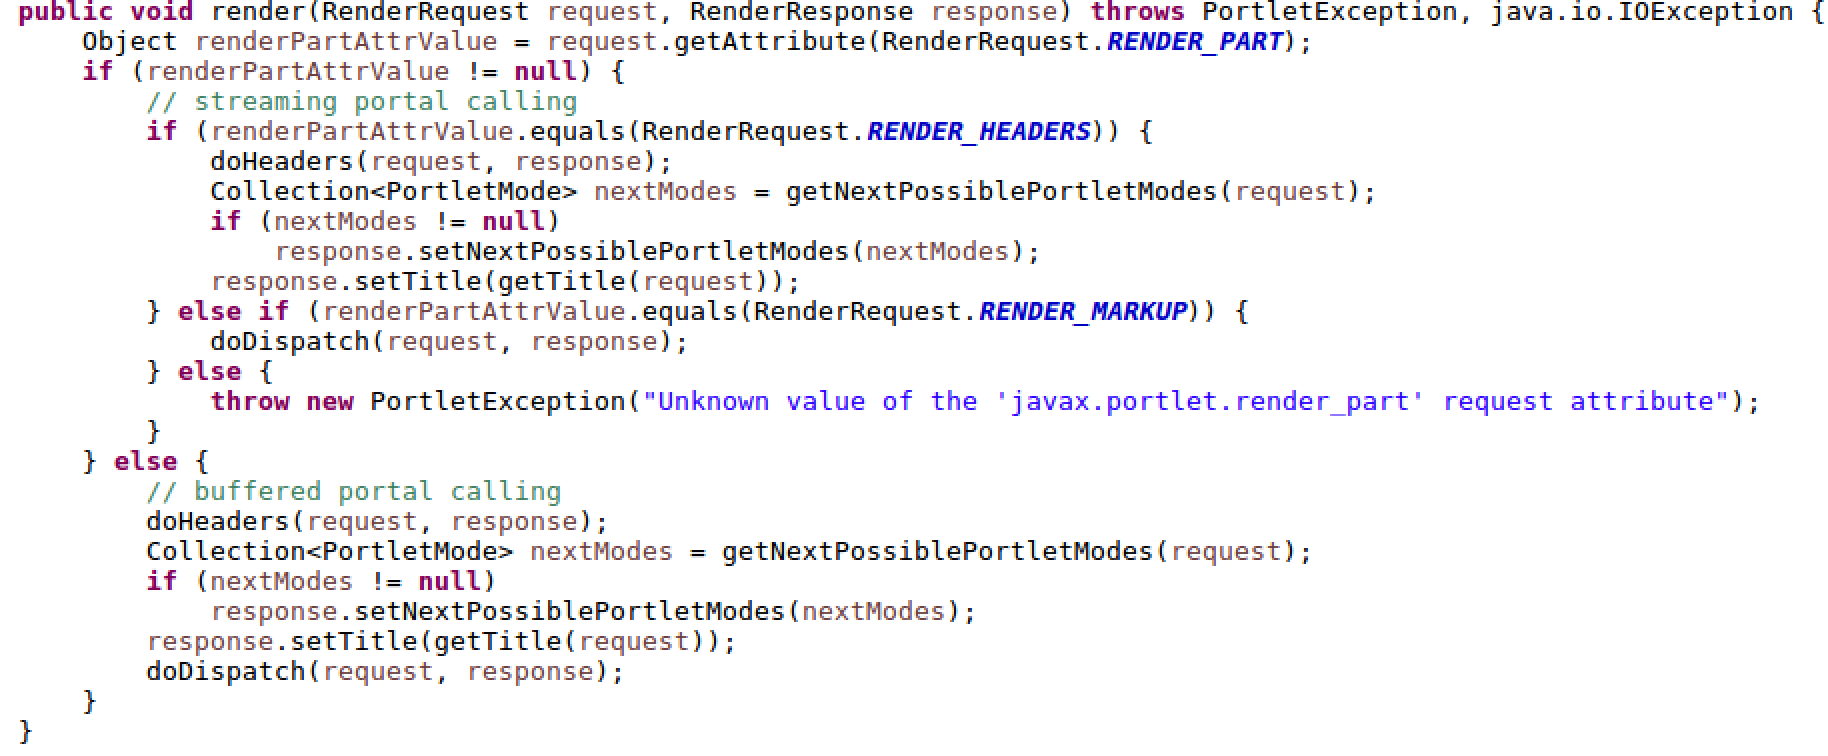 public void render(RenderRequest request, RenderResponse response) throws PortletException, java.io.IOException {
    Object renderPartAttrValue = request.getAttribute(RenderRequest.RENDER_PART);
    if (renderPartAttrValue != null) {
        // streaming portal calling
        if (renderPartAttrValue.equals(RenderRequest.RENDER_HEADERS)) {
            doHeaders(request, response);
            Collection<PortletMode> nextModes = getNextPossiblePortletModes(request);
            if (nextModes != null)
                response.setNextPossiblePortletModes(nextModes);
            response.setTitle(getTitle(request));
        } else if (renderPartAttrValue.equals(RenderRequest.RENDER_MARKUP)) {
            doDispatch(request, response);
        } else {
            throw new PortletException("Unknown value of the 'javax.portlet.render_part' request attribute");
        }
    } else {
        // buffered portal calling
        doHeaders(request, response);
        Collection<PortletMode> nextModes = getNextPossiblePortletModes(request);
        if (nextModes != null)
            response.setNextPossiblePortletModes(nextModes);
        response.setTitle(getTitle(request));
        doDispatch(request, response);
    }
}